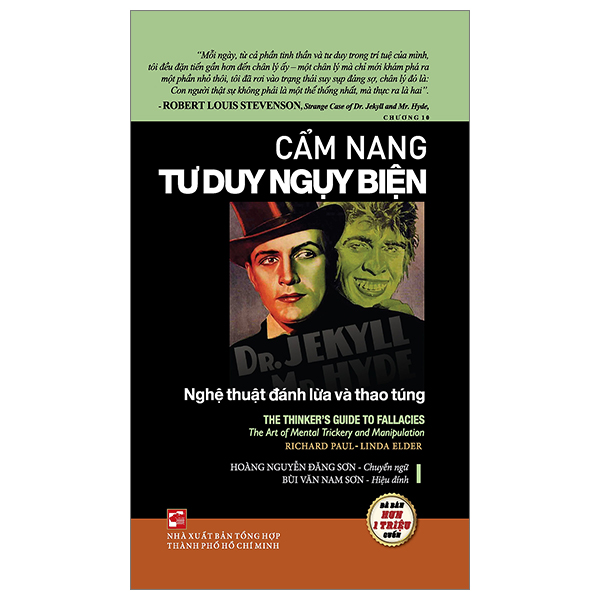 "Mỗi ngày, từ cả phần tinh thần và tư duy trong trí tuệ của mình,
tôi đều dặn tiến gần hơn đến chân lý ấy – một chân lý mà chỉ mới khám phá ra
một phần nhỏ thôi, tôi đã rơi vào trạng thái suy sụp đáng sợ, chân lý đó là:
Con người thật sự không phải là một thể thống nhất, mà thực ra là hai".
- ROBERT LOUIS STEVENSON, Strange Case of Dr. Jekyll and Mr. Hyde,
CHƯƠNG 10
CẨM NANG
TƯ DUY NGỤY BIỆN
DR. JEKYLL
MR. HYDE
Nghệ thuật đánh lừa và thao túng
THE THINKER'S GUIDE TO FALLACIES
The Art of Mental Trickery and Manipulation
RICHARD PAUL - LINDA ELDER
HOÀNG NGUYỄN ĐĂNG SƠN - Chuyển ngữ
BÙI VĂN NAM SƠN - Hiệu đính
ĐÃ BÁN
HƠN
1 TRIỆU
CUỐN
NHÀ XUẤT BẢN TỔNG HỢP
THÀNH PHỐ HỒ CHÍ MINH